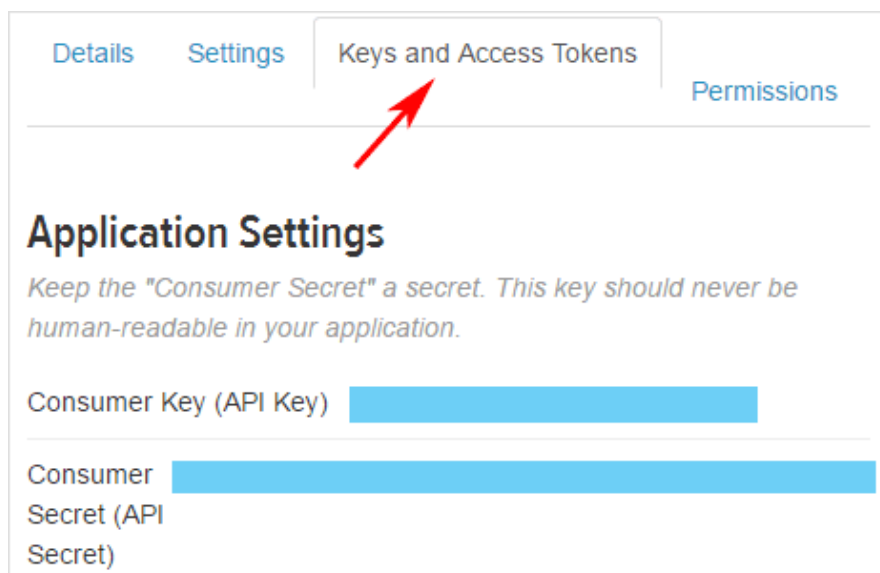 Details Settings Keys and Access Tokens
Permissions
Application Settings
Keep the "Consumer Secret" a secret. This key should never be
human-readable in your application.
Consumer Key (API Key)
Consumer
Secret (API
Secret)